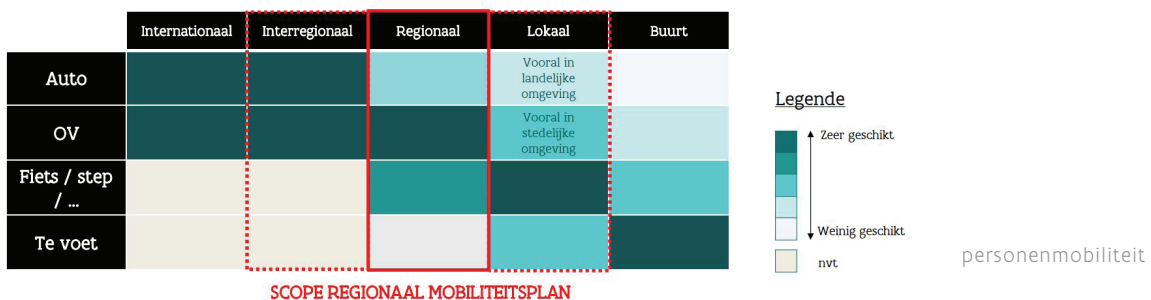 Internationaal Interregionaal Regionaal Lokaal Buurt
Auto
Vooral in
landelijke
omgeving
OV
Vooral in
stedelijke
omgeving
Fiets / step
/ ...
Te voet
SCOPE REGIONAAL MOBILITEITSPLAN
Legende
Zeer geschikt
Weinig geschikt
nvt
personenmobiliteit